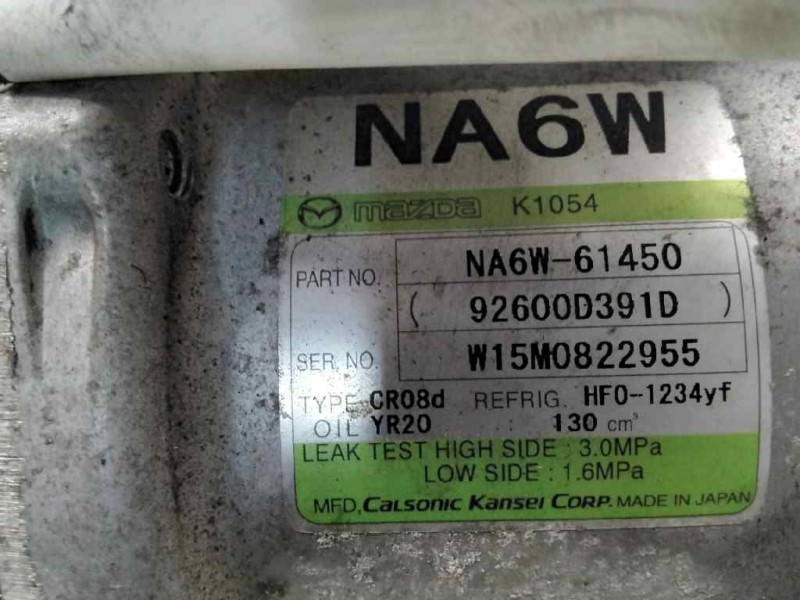 NA6W
mazda K1054
PART NO. NA6W-61450
( 92600D391D )
SER. NO. W15M0822955
TYPE CR08d REFRIG. HFO-1234yf
OIL YR20 : 130 cm³
LEAK TEST HIGH SIDE : 3.0MPa
LOW SIDE : 1.6MPa
MFD. CALSONIC KANSEI CORP. MADE IN JAPAN